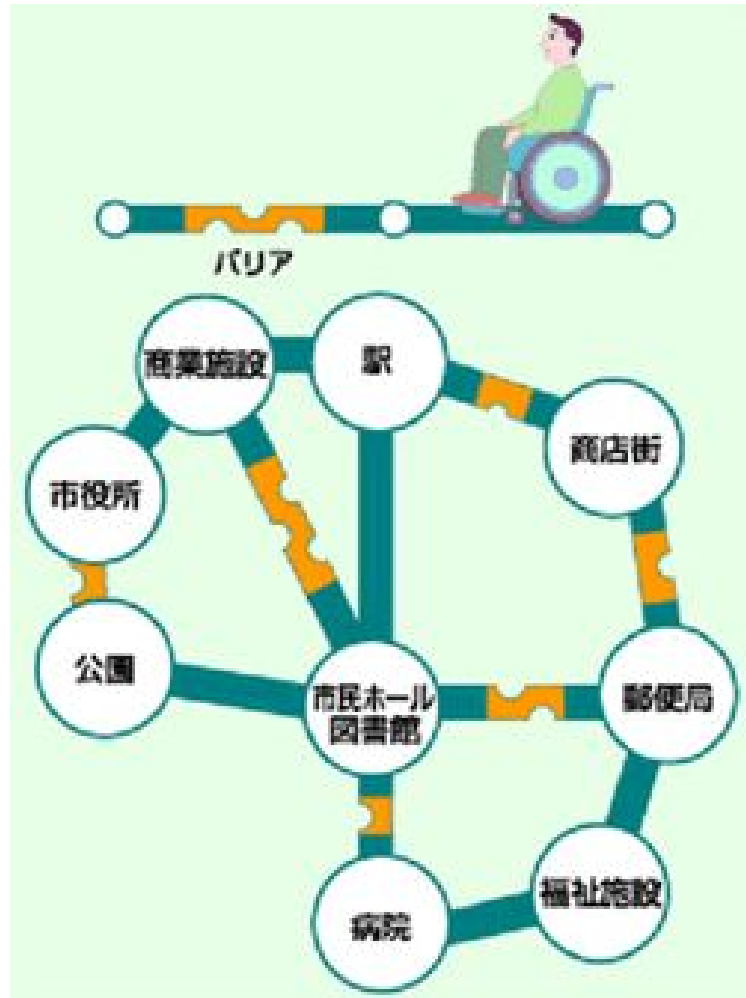 バリア
商業施設
駅
商店街
市役所
公園
市民ホール
図書館
郵便局
福祉施設
病院